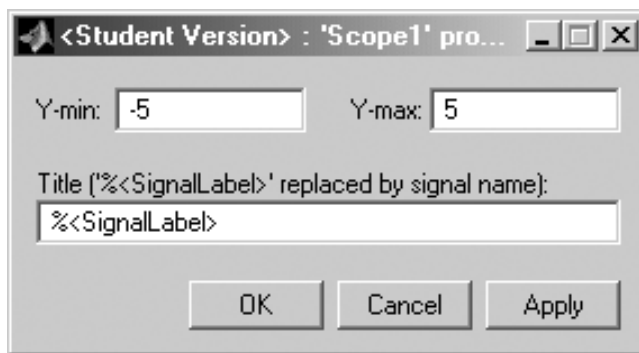 <Student Version> : 'Scope1' pro...
Y-min: -5 Y-max: 5
Title ('%<SignalLabel>' replaced by signal name):
%<SignalLabel>
OK Cancel Apply